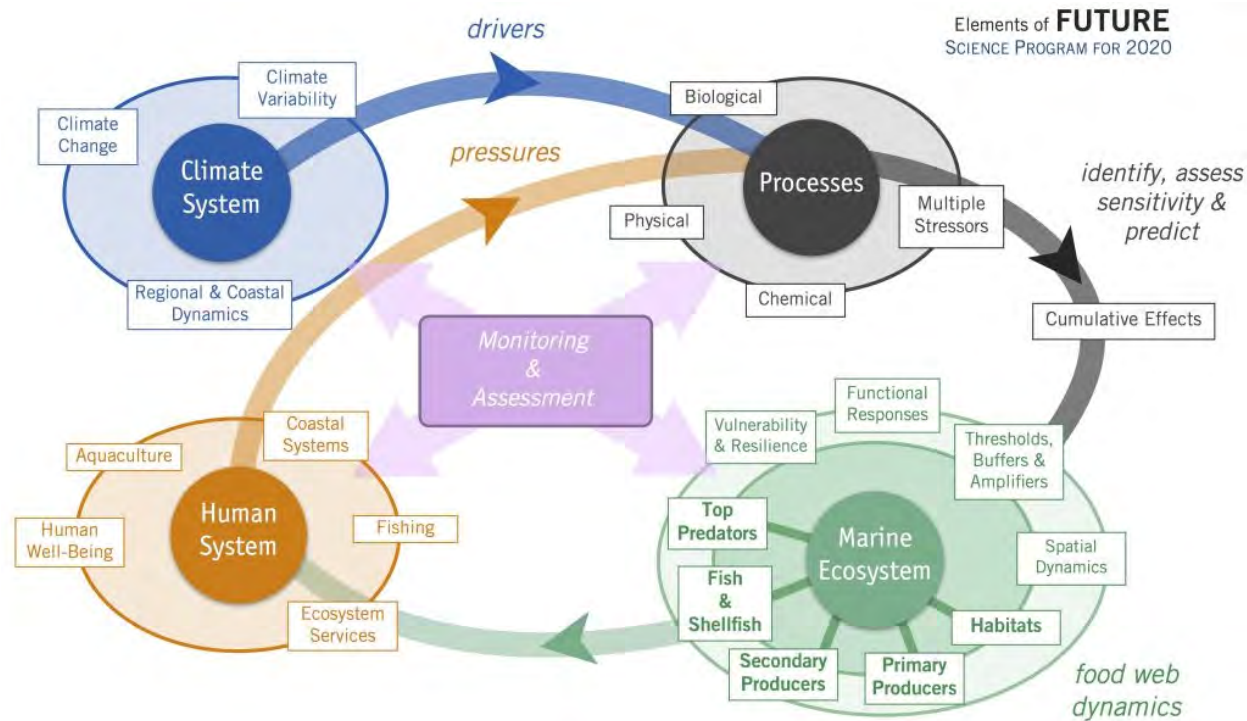 Elements of FUTURE
SCIENCE PROGRAM FOR 2020
drivers
Climate
Variability
Climate
Change
Climate
System
Regional & Coastal
Dynamics
pressures
Biological
Processes
Physical
Multiple
Stressors
Chemical
identify, assess
sensitivity &
predict
Cumulative Effects
Monitoring
&
Assessment
Coastal
Systems
Aquaculture
Human
Well-Being
Human
System
Fishing
Ecosystem
Services
Functional
Responses
Vulnerability
& Resilience
Thresholds,
Buffers &
Amplifiers
Top
Predators
Marine
Ecosystem
Spatial
Dynamics
Fish
&
Shellfish
Habitats
Secondary
Producers
Primary
Producers
food web
dynamics